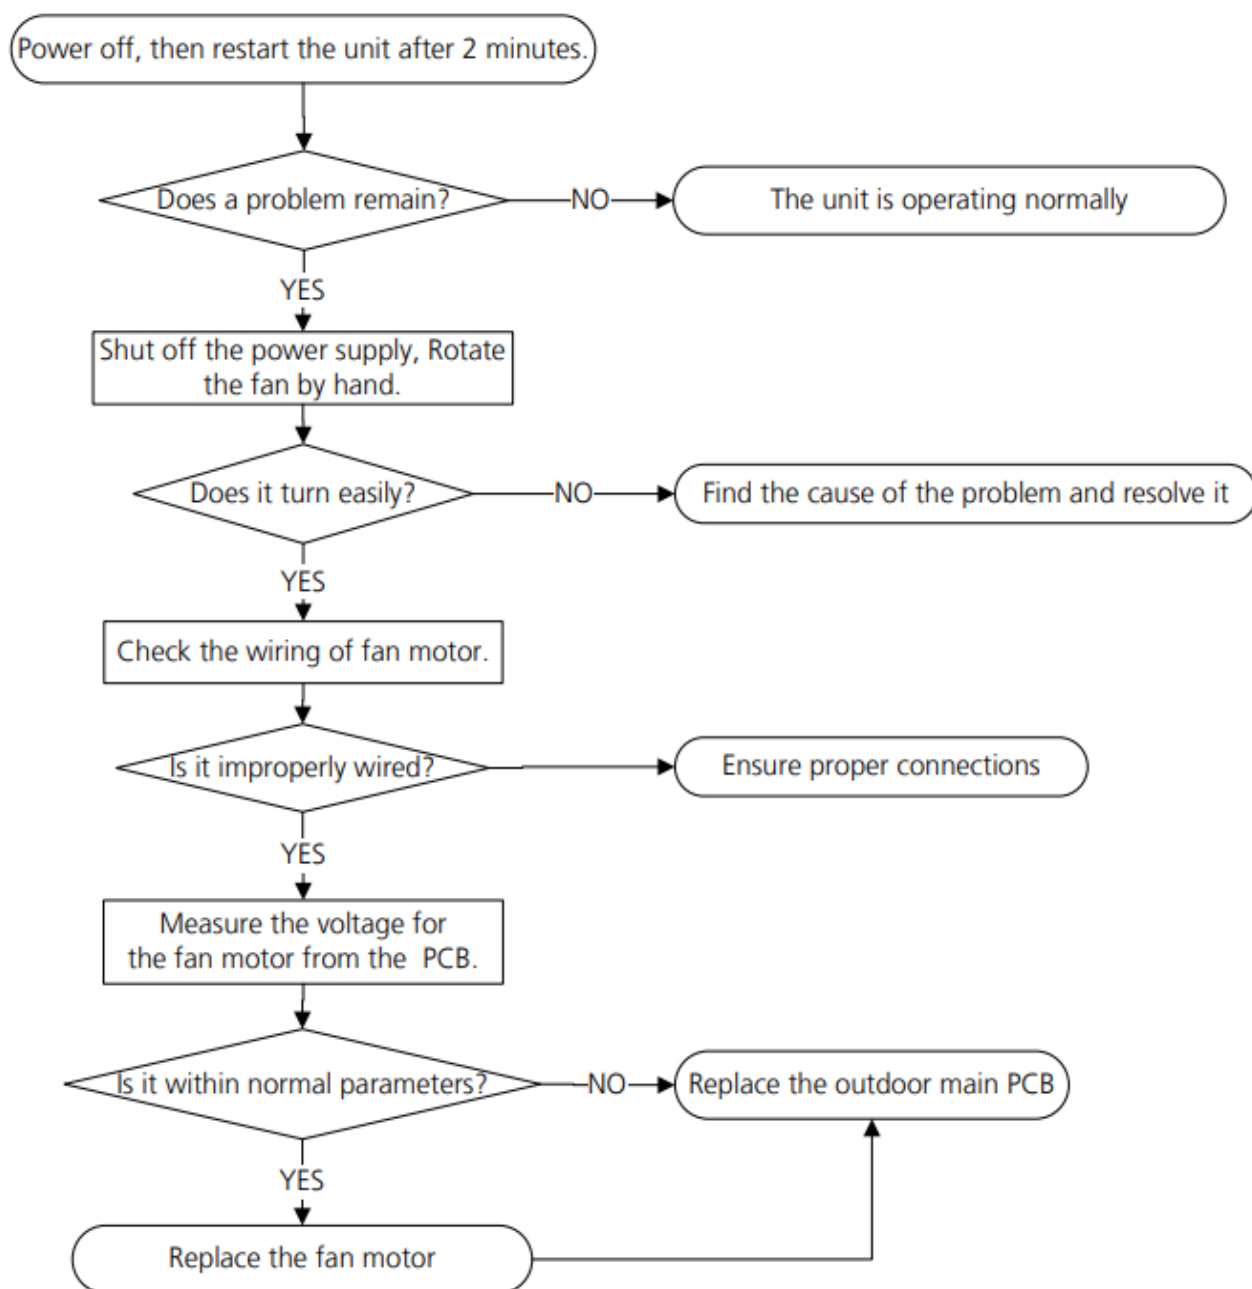 Power off, then restart the unit after 2 minutes.
Does a problem remain?
NO
The unit is operating normally
YES
Shut off the power supply, Rotate
the fan by hand.
Does it turn easily?
NO
Find the cause of the problem and resolve it
YES
Check the wiring of fan motor.
Is it improperly wired?
Ensure proper connections
YES
Measure the voltage for
the fan motor from the PCB.
Is it within normal parameters?
NO
Replace the outdoor main PCB
YES
Replace the fan motor